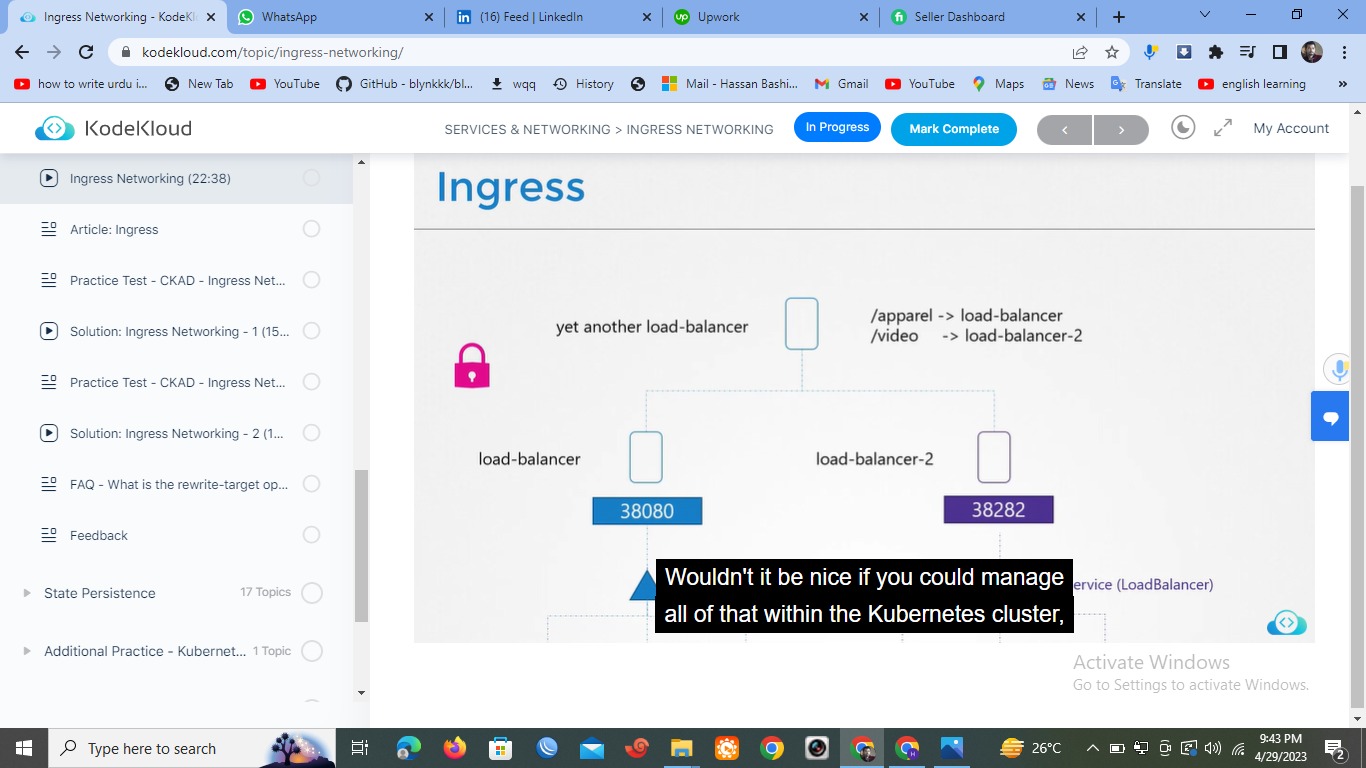 Ingress Networking - KodeKl
WhatsApp
(16) Feed | LinkedIn
Upwork
Seller Dashboard
kodekloud.com/topic/ingress-networking/
how to write urdu i...
New Tab
YouTube
GitHub - blynkkk/bl...
wqq
History
Mail - Hassan Bashi...
Gmail
YouTube
Maps
News
Translate
english learning
»
KodeKloud
SERVICES & NETWORKING > INGRESS NETWORKING
In Progress
Mark Complete
My Account
Ingress Networking (22:38)
Article: Ingress
Practice Test - CKAD - Ingress Net...
Solution: Ingress Networking - 1 (15...
Practice Test - CKAD - Ingress Net...
Solution: Ingress Networking - 2 (1...
FAQ - What is the rewrite-target op...
Feedback
State Persistence 17 Topics
Additional Practice - Kubernet... 1 Topic
Ingress
yet another load-balancer
/apparel -> load-balancer
/video -> load-balancer-2
load-balancer
load-balancer-2
38080
38282
ervice (LoadBalancer)
Wouldn't it be nice if you could manage
all of that within the Kubernetes cluster,
Activate Windows
Go to Settings to activate Windows.
Type here to search
26°C
9:43 PM
4/29/2023
2